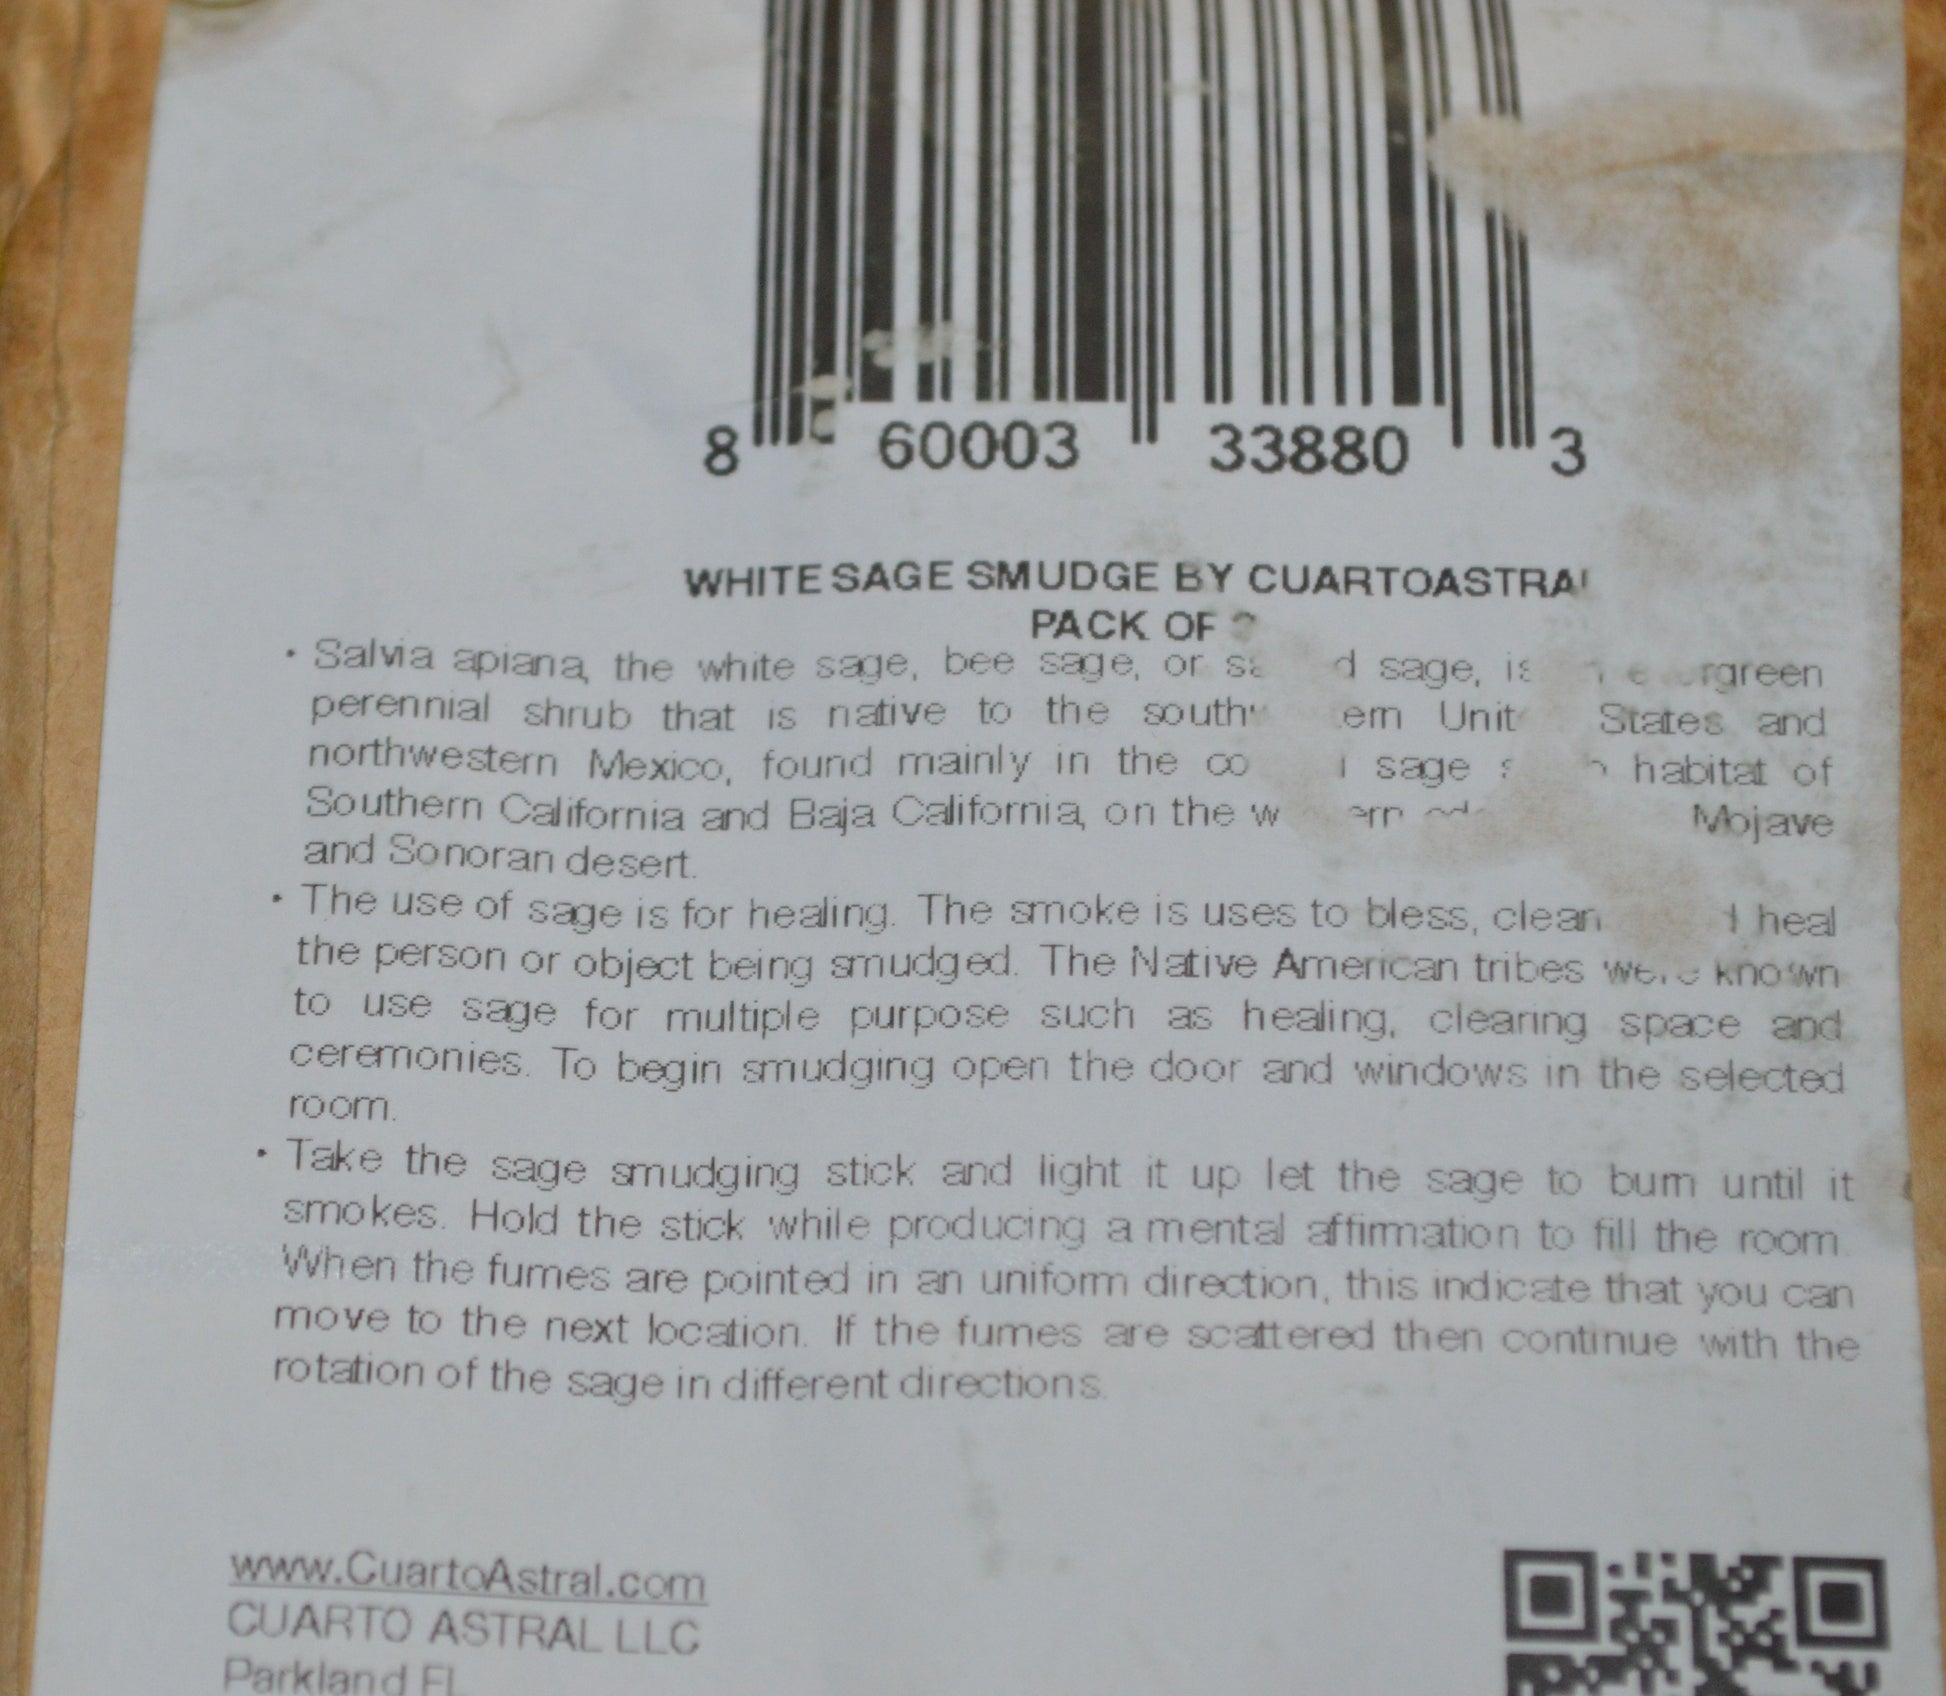 8 60003 33880 3
WHITE SAGE SMUDGE BY
PACK OF
• Salvia apiana, the white sage, bee sage, or sage,
perennial shrub that is native to the States and
northwestern Mexico, found mainly in the sage habitat of
Southern California and Baja California, on the Mojave
and Sonoran desert.
• The use of sage is for healing. The smoke is uses to bless, heal
the person or object being smudged. The Native American tribes were known
to use sage for multiple purpose such as healing, clearing space and
ceremonies. To begin smudging open the door and windows in the selected
room.
• Take the sage smudging stick and light it up let the sage to burn until it
smokes. Hold the stick while producing a mental affirmation to fill the room.
When the fumes are pointed in an uniform direction, this indicate that you can
move to the next location. If the fumes are scattered then continue with the
rotation of the sage in different directions.
www.CuartoAstral.com
CUARTO ASTRAL LLC
Parkland FL